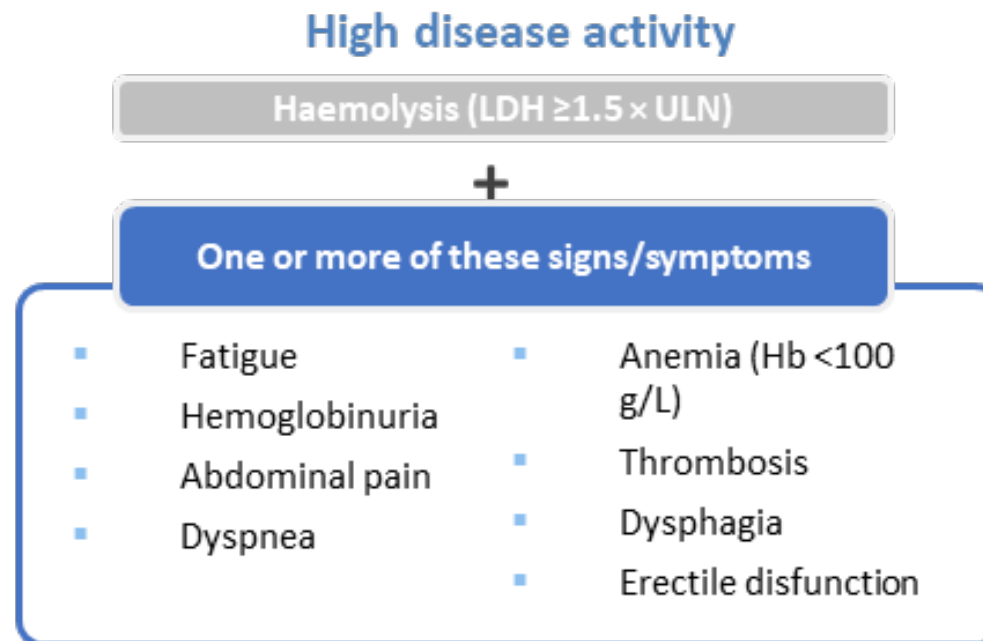 High disease activity
Haemolysis (LDH ≥1.5 × ULN)
+
One or more of these signs/symptoms
▪ Fatigue
▪ Hemoglobinuria
▪ Abdominal pain
▪ Dyspnea
▪ Anemia (Hb <100
g/L)
▪ Thrombosis
▪ Dysphagia
▪ Erectile disfunction